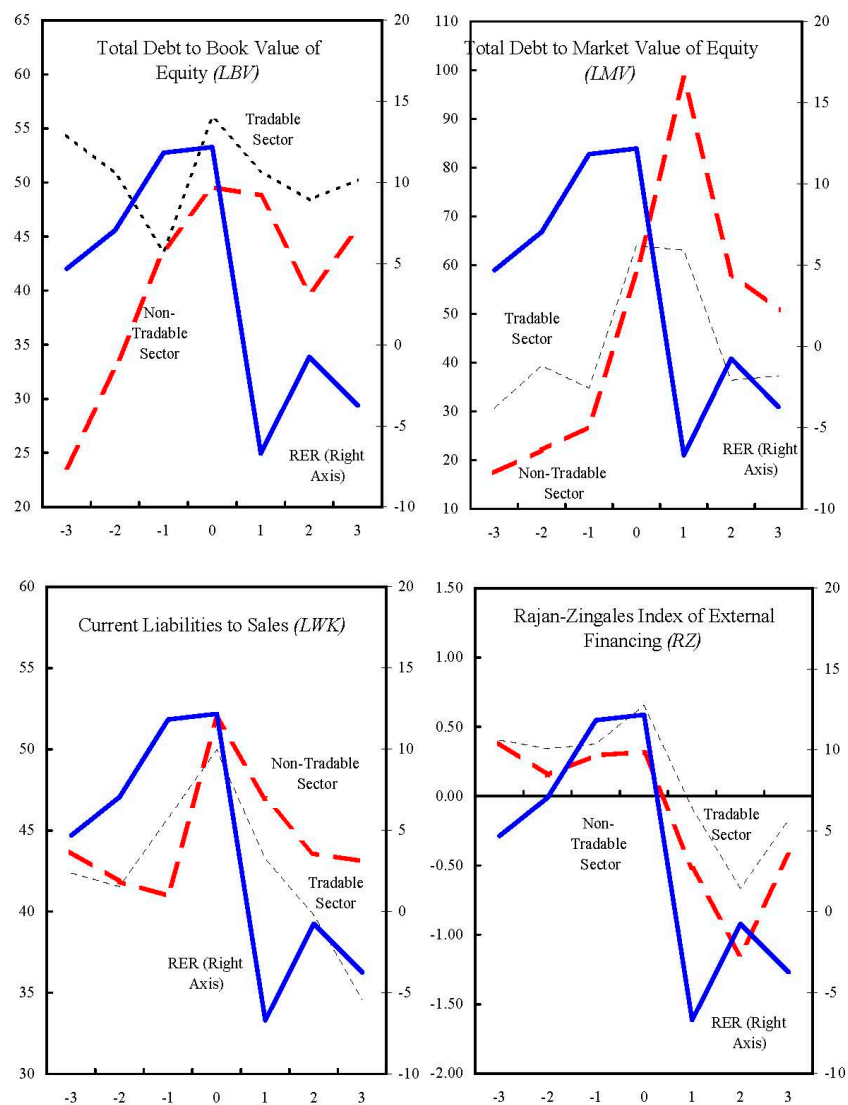 Total Debt to Book Value of
Equity (LBV)
65
60
55
50
45
40
35
30
25
20
20
15
10
5
0
-5
-10
Tradable
Sector
Non-
Tradable
Sector
RER (Right
Axis)
-3 -2 -1 0 1 2 3
Total Debt to Market Value of Equity
(LMV)
110
100
90
80
70
60
50
40
30
20
10
20
15
10
5
0
-5
-10
Tradable
Sector
RER (Right
Axis)
Non-Tradable
Sector
-3 -2 -1 0 1 2 3
Current Liabilities to Sales (LWK)
60
55
50
45
40
35
30
20
15
10
5
0
-5
-10
Non-Tradable
Sector
Tradable
Sector
RER (Right
Axis)
-3 -2 -1 0 1 2 3
Rajan-Zingales Index of External
Financing (RZ)
1.50
1.00
0.50
0.00
-0.50
-1.00
-1.50
-2.00
20
15
10
5
0
-5
-10
Non-
Tradable
Sector
Tradable
Sector
RER (Right
Axis)
-3 -2 -1 0 1 2 3